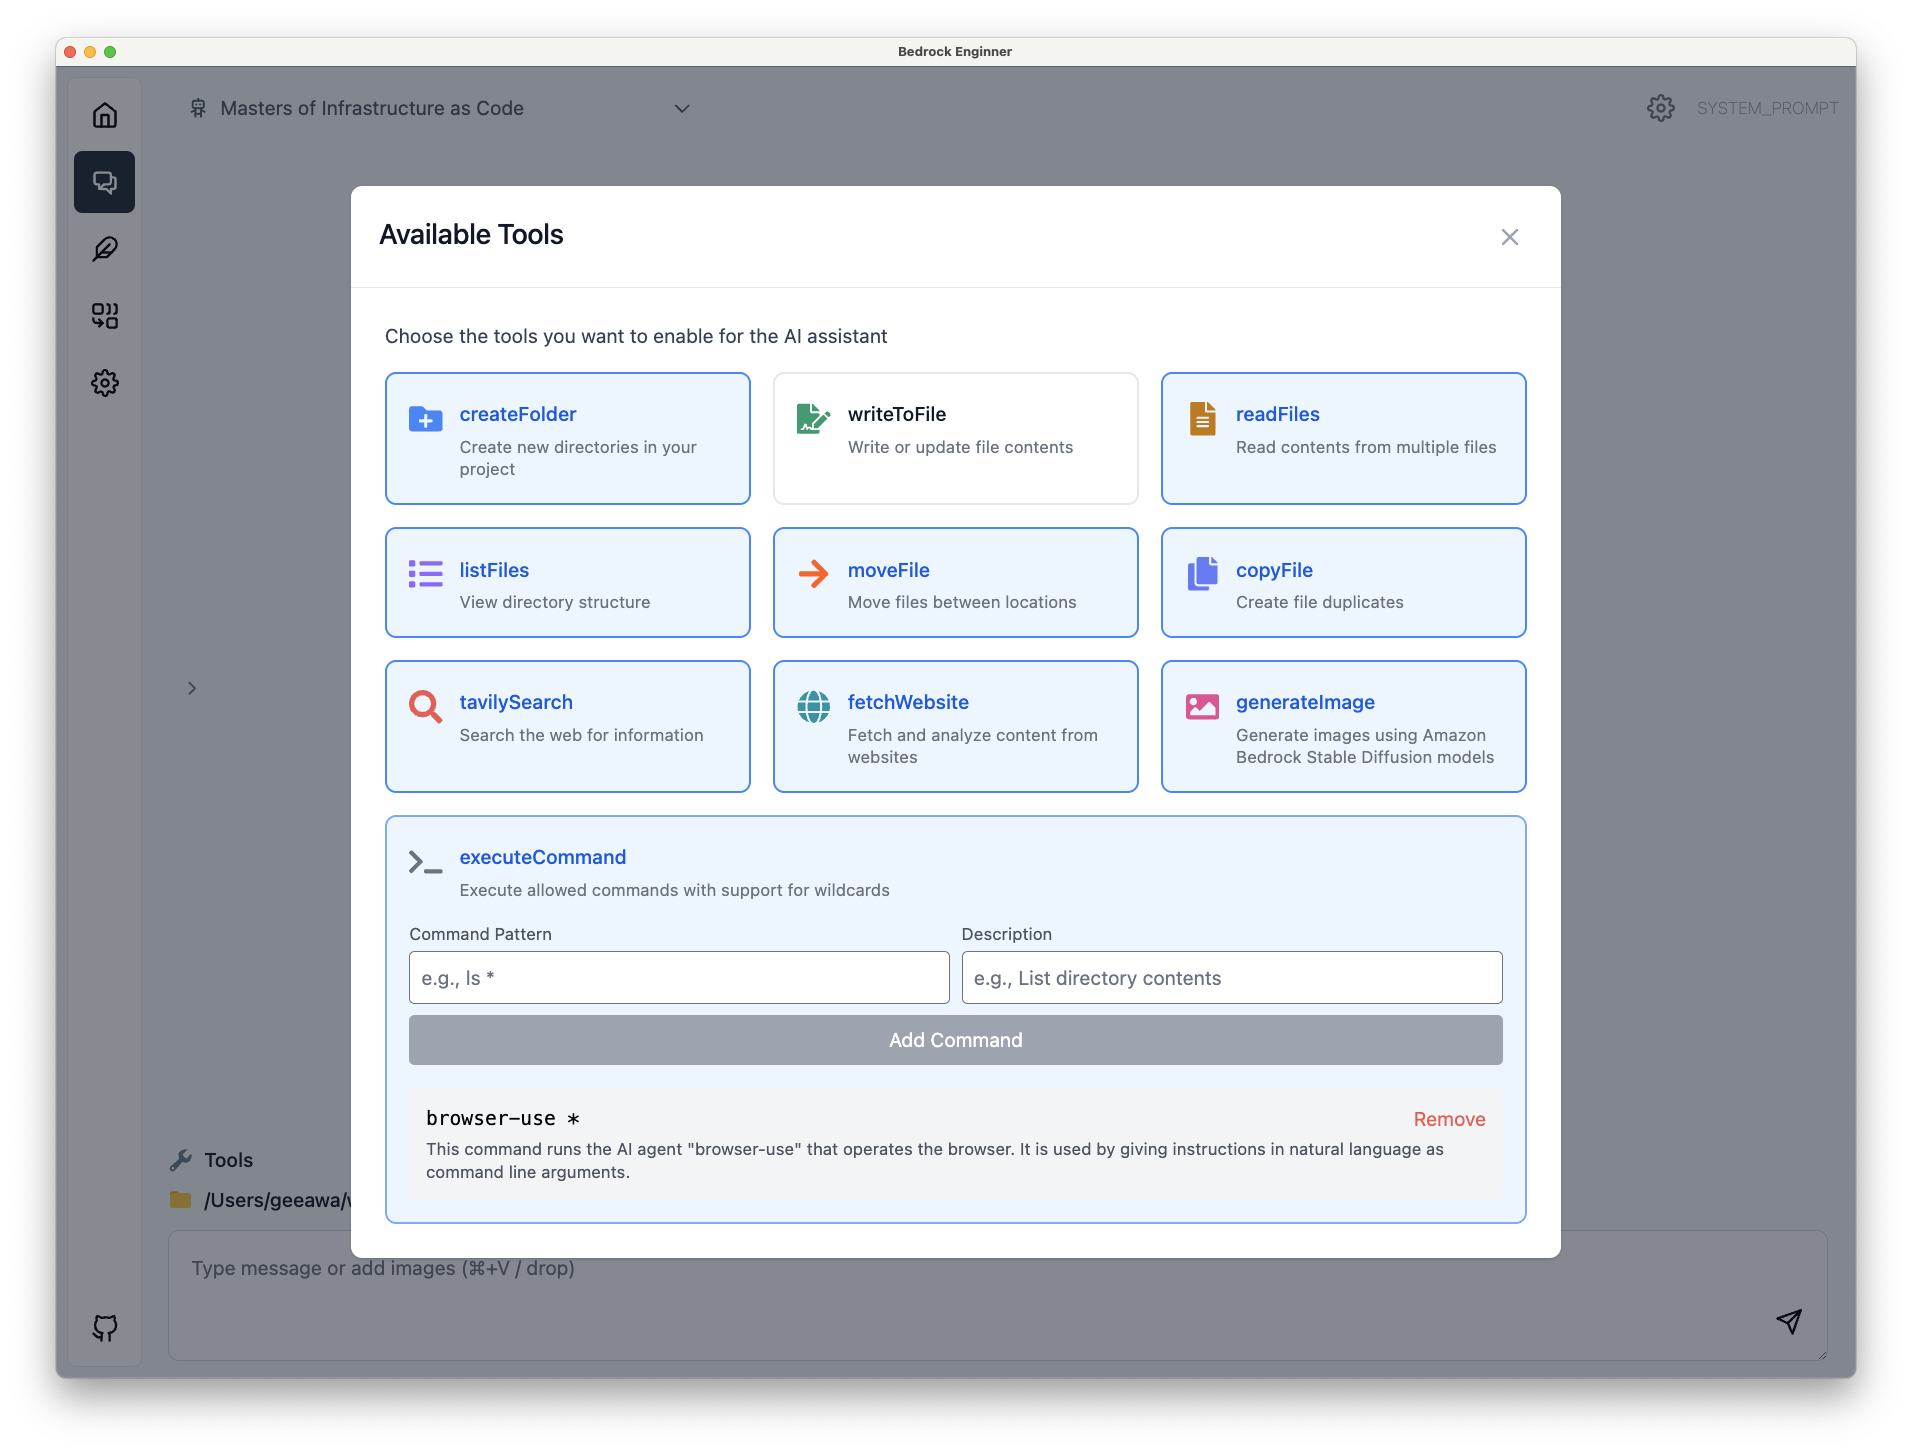 Bedrock Enginner
Masters of Infrastructure as Code
SYSTEM_PROMPT
Available Tools
Choose the tools you want to enable for the AI assistant
createFolder
Create new directories in your
project
writeToFile
Write or update file contents
readFiles
Read contents from multiple files
listFiles
View directory structure
moveFile
Move files between locations
copyFile
Create file duplicates
tavilySearch
Search the web for information
fetchWebsite
Fetch and analyze content from
websites
generateImage
Generate images using Amazon
Bedrock Stable Diffusion models
executeCommand
Execute allowed commands with support for wildcards
Command Pattern
Description
e.g., ls *
e.g., List directory contents
Add Command
browser-use *
Remove
This command runs the AI agent "browser-use" that operates the browser. It is used by giving instructions in natural language as
command line arguments.
Tools
/Users/geeawa/
Type message or add images (⌘+V / drop)